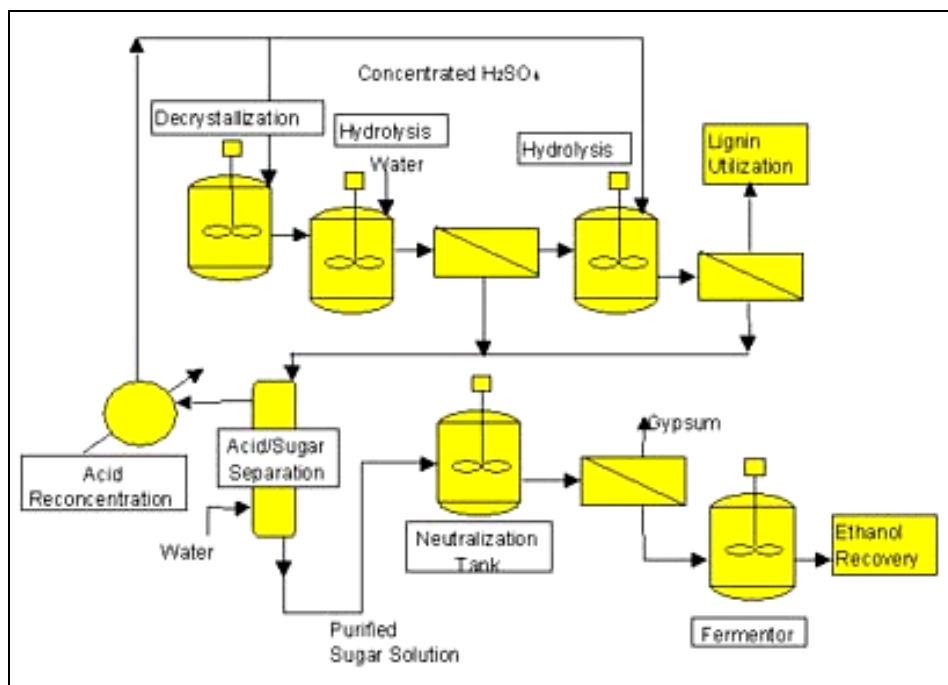 Concentrated H₂SO₄
Decrystallization
Hydrolysis
Water
Hydrolysis
Lignin
Utilization
Acid
Reconcentration
Acid/Sugar
Separation
Water
Purified
Sugar Solution
Neutralization
Tank
Gypsum
Fermentor
Ethanol
Recovery